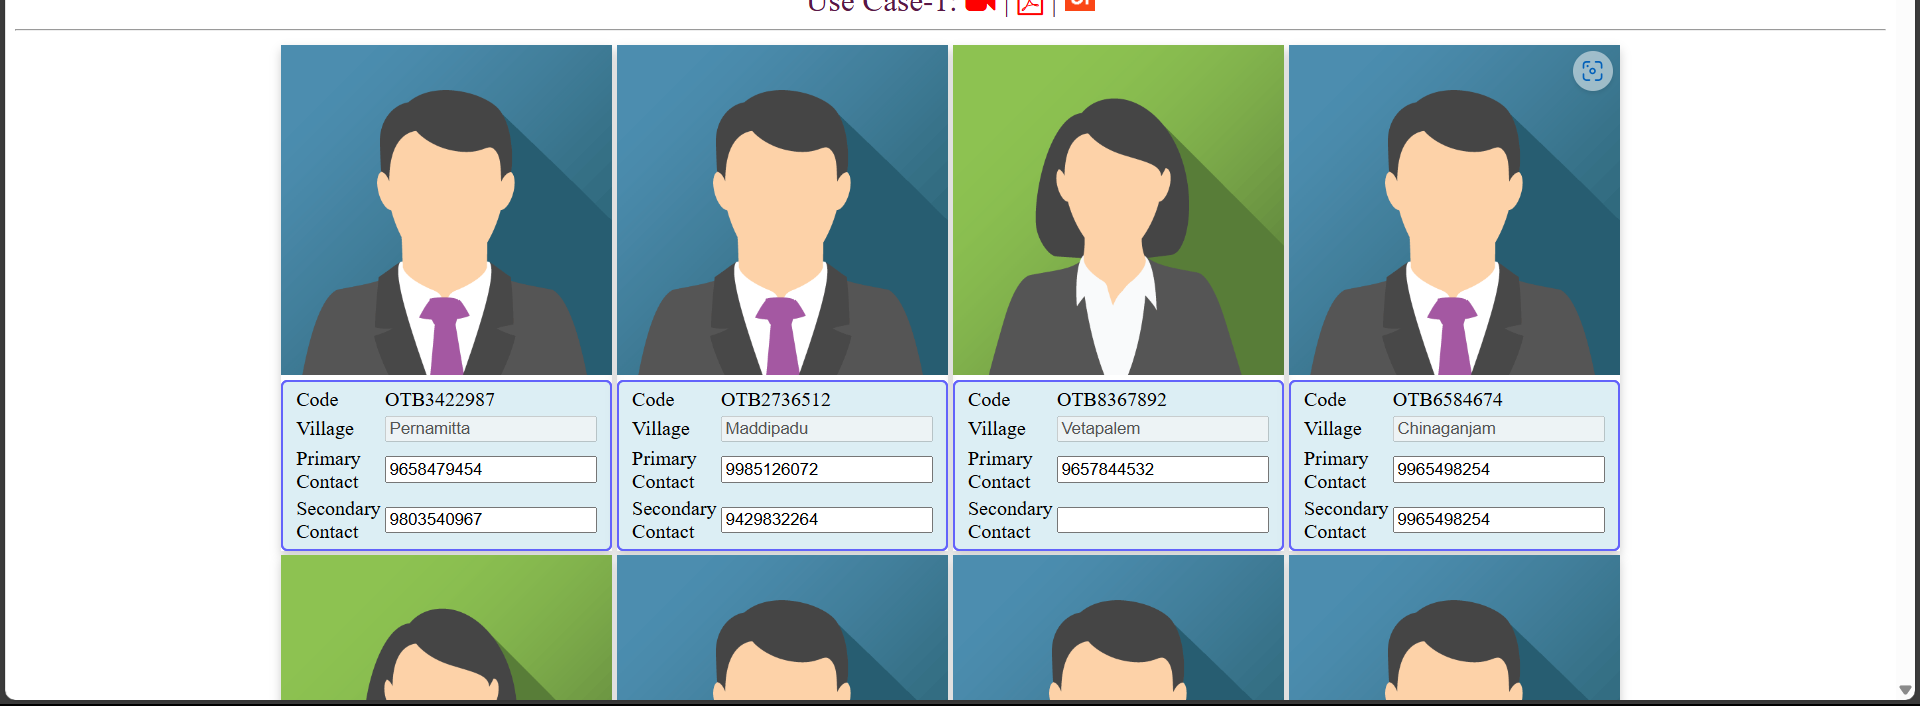 Use Case-1:
Code OTB3422987
Village Pernamitta
Primary Contact 9658479454
Secondary Contact 9803540967
Code OTB2736512
Village Maddipadu
Primary Contact 9985126072
Secondary Contact 9429832264
Code OTB8367892
Village Vetapalem
Primary Contact 9657844532
Secondary Contact
Code OTB6584674
Village Chinaganjam
Primary Contact 9965498254
Secondary Contact 9965498254